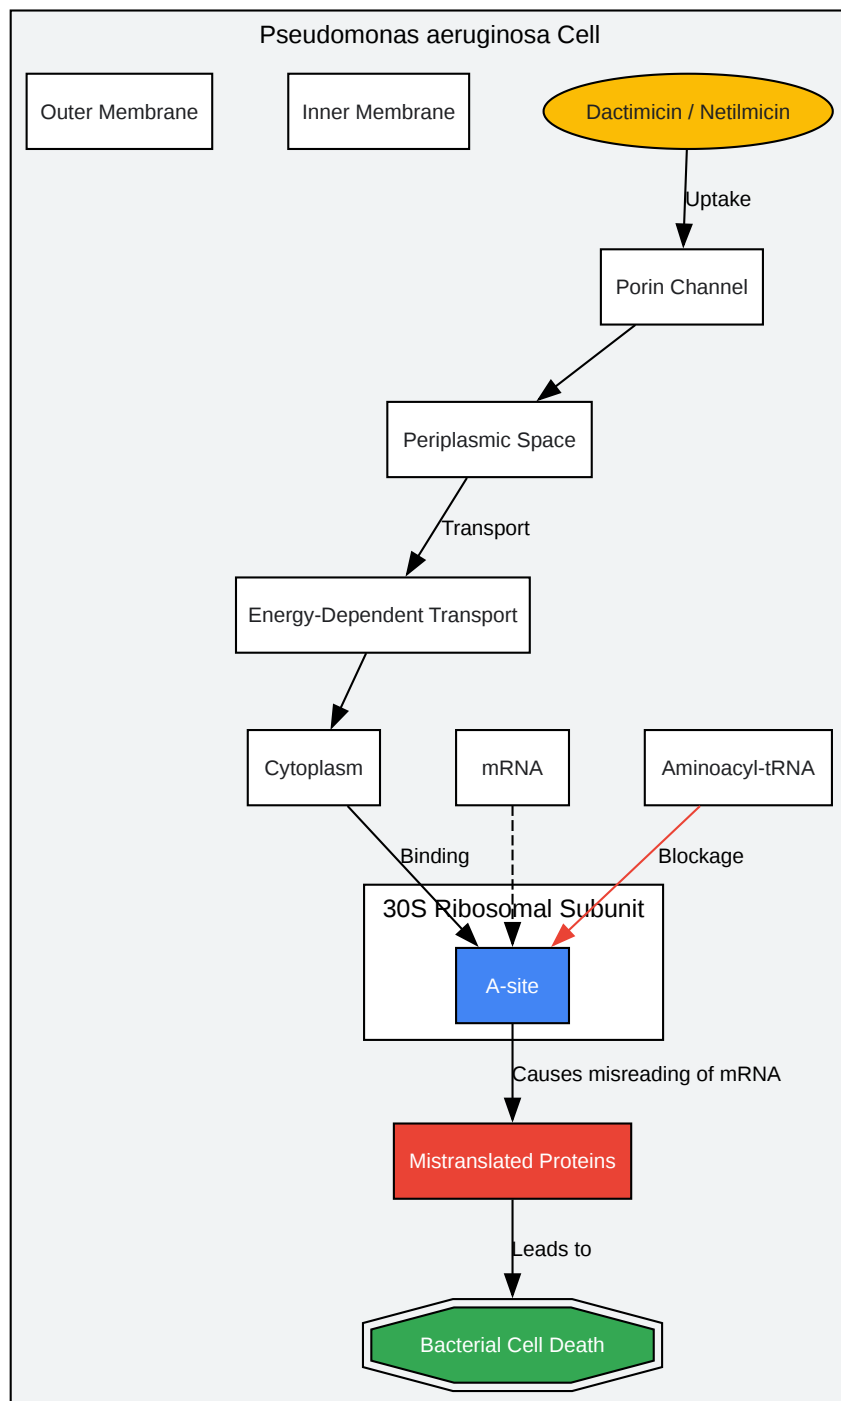 Pseudomonas aeruginosa Cell
Outer Membrane
Inner Membrane
Dactimicin / Netilmicin
Uptake
Porin Channel
Periplasmic Space
Transport
Energy-Dependent Transport
Cytoplasm
mRNA
Aminoacyl-tRNA
Binding
Blockage
30S Ribosomal Subunit
A-site
Causes misreading of mRNA
Mistranslated Proteins
Leads to
Bacterial Cell Death